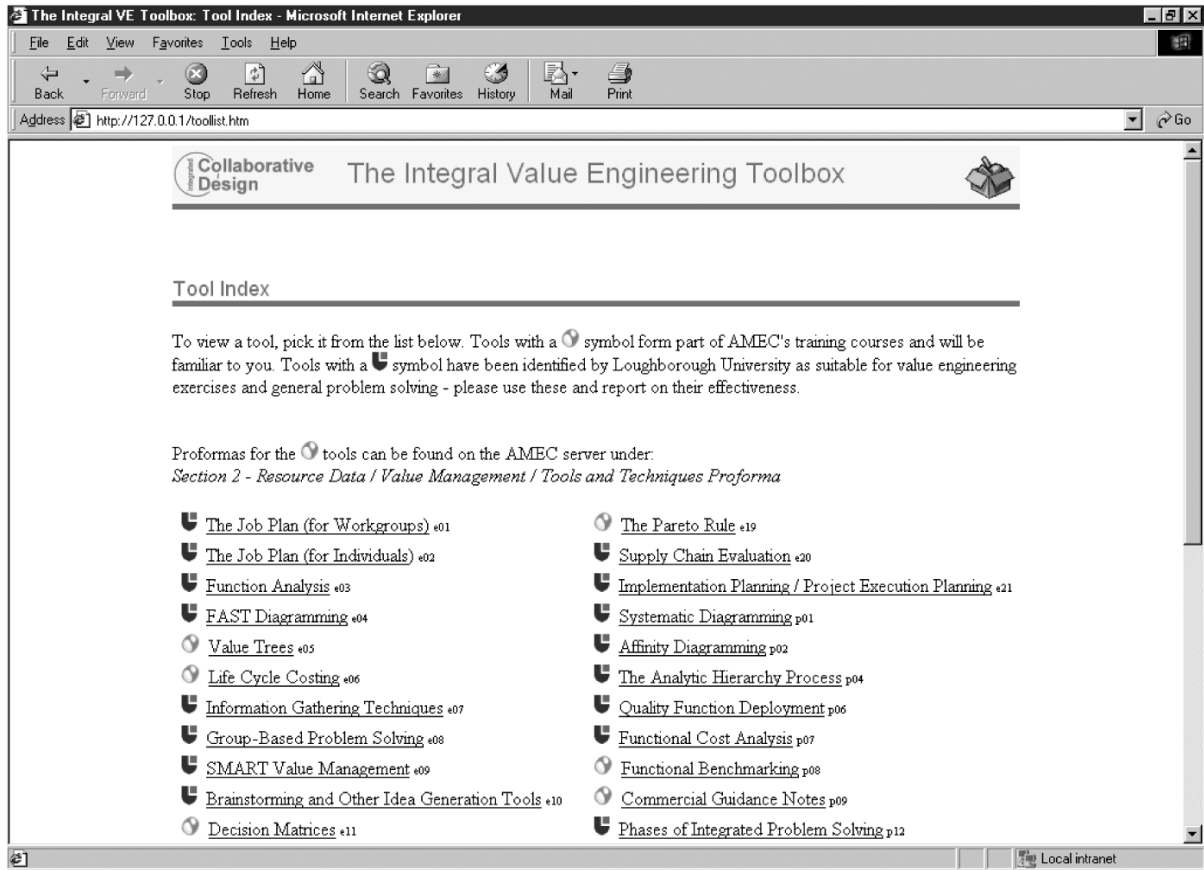 The Integral VE Toolbox: Tool Index - Microsoft Internet Explorer
File Edit View Favorites Tools Help
Back Forward Stop Refresh Home Search Favorites History Mail Print
Address http://127.0.0.1/toollist.htm Go
Integrated Collaborative Design
The Integral Value Engineering Toolbox
Tool Index
To view a tool, pick it from the list below. Tools with a symbol form part of AMEC's training courses and will be
familiar to you. Tools with a symbol have been identified by Loughborough University as suitable for value engineering
exercises and general problem solving - please use these and report on their effectiveness.
Proformas for the tools can be found on the AMEC server under:
Section 2 - Resource Data / Value Management / Tools and Techniques Proforma
The Job Plan (for Workgroups) e01
The Job Plan (for Individuals) e02
Function Analysis e03
FAST Diagramming e04
Value Trees e05
Life Cycle Costing e06
Information Gathering Techniques e07
Group-Based Problem Solving e08
SMART Value Management e09
Brainstorming and Other Idea Generation Tools e10
Decision Matrices e11
The Pareto Rule e19
Supply Chain Evaluation e20
Implementation Planning / Project Execution Planning e21
Systematic Diagramming p01
Affinity Diagramming p02
The Analytic Hierarchy Process p04
Quality Function Deployment p06
Functional Cost Analysis p07
Functional Benchmarking p08
Commercial Guidance Notes p09
Phases of Integrated Problem Solving p12
Local intranet